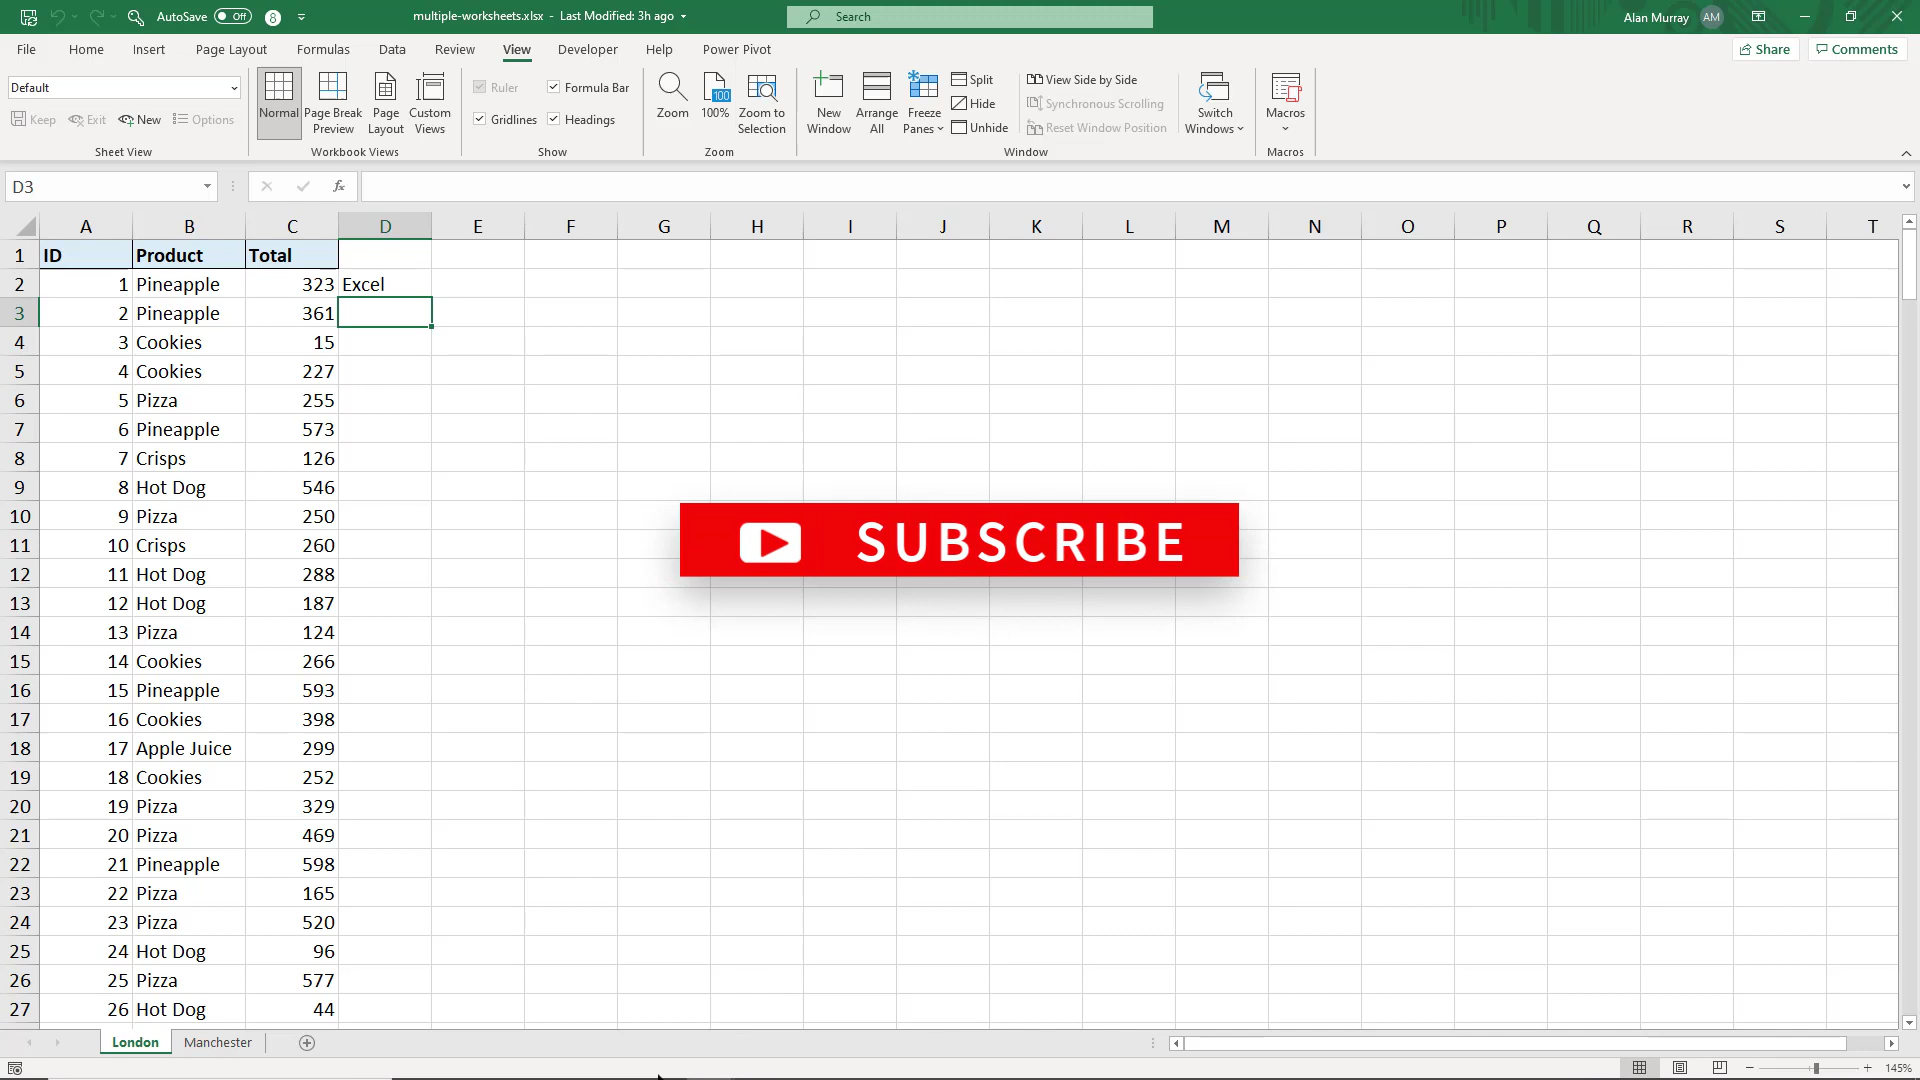 AutoSave Off 8 multiple-worksheets.xlsx - Last Modified: 3h ago Search Alan Murray AM
File Home Insert Page Layout Formulas Data Review View Developer Help Power Pivot Share Comments
Default
Keep Exit New Options
Sheet View
Normal Page Break Preview Page Layout Custom Views
Workbook Views
Ruler Formula Bar
Gridlines Headings
Show
Zoom 100 100% Zoom to Selection
Zoom
New Window Arrange All Freeze Panes
Split
Hide
Unhide
View Side by Side
Synchronous Scrolling
Reset Window Position
Switch Windows
Window
Macros
Macros
D3 fx
A B C D E F G H I J K L M N O P Q R S T
1 ID Product Total
2 1 Pineapple 323 Excel
3 2 Pineapple 361
4 3 Cookies 15
5 4 Cookies 227
6 5 Pizza 255
7 6 Pineapple 573
8 7 Crisps 126
9 8 Hot Dog 546
10 9 Pizza 250
11 10 Crisps 260
SUBSCRIBE
12 11 Hot Dog 288
13 12 Hot Dog 187
14 13 Pizza 124
15 14 Cookies 266
16 15 Pineapple 593
17 16 Cookies 398
18 17 Apple Juice 299
19 18 Cookies 252
20 19 Pizza 329
21 20 Pizza 469
22 21 Pineapple 598
23 22 Pizza 165
24 23 Pizza 520
25 24 Hot Dog 96
26 25 Pizza 577
27 26 Hot Dog 44
London Manchester
145%